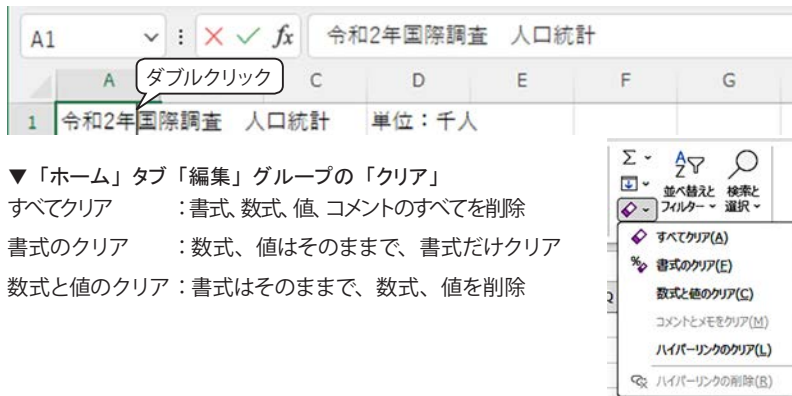 A1 fx 令和2年国際調査　人口統計
A C D E F G
ダブルクリック
1 令和2年国際調査　人口統計 単位：千人
▼「ホーム」タブ「編集」グループの「クリア」
すべてクリア　：書式、数式、値、コメントのすべてを削除
書式のクリア　：数式、値はそのままで、書式だけクリア
数式と値のクリア：書式はそのままで、数式、値を削除
並べ替えと 検索と
フィルター 選択
すべてクリア(A)
書式のクリア(E)
数式と値のクリア(C)
コメントとメモをクリア(M)
ハイパーリンクのクリア(L)
ハイパーリンクの削除(R)